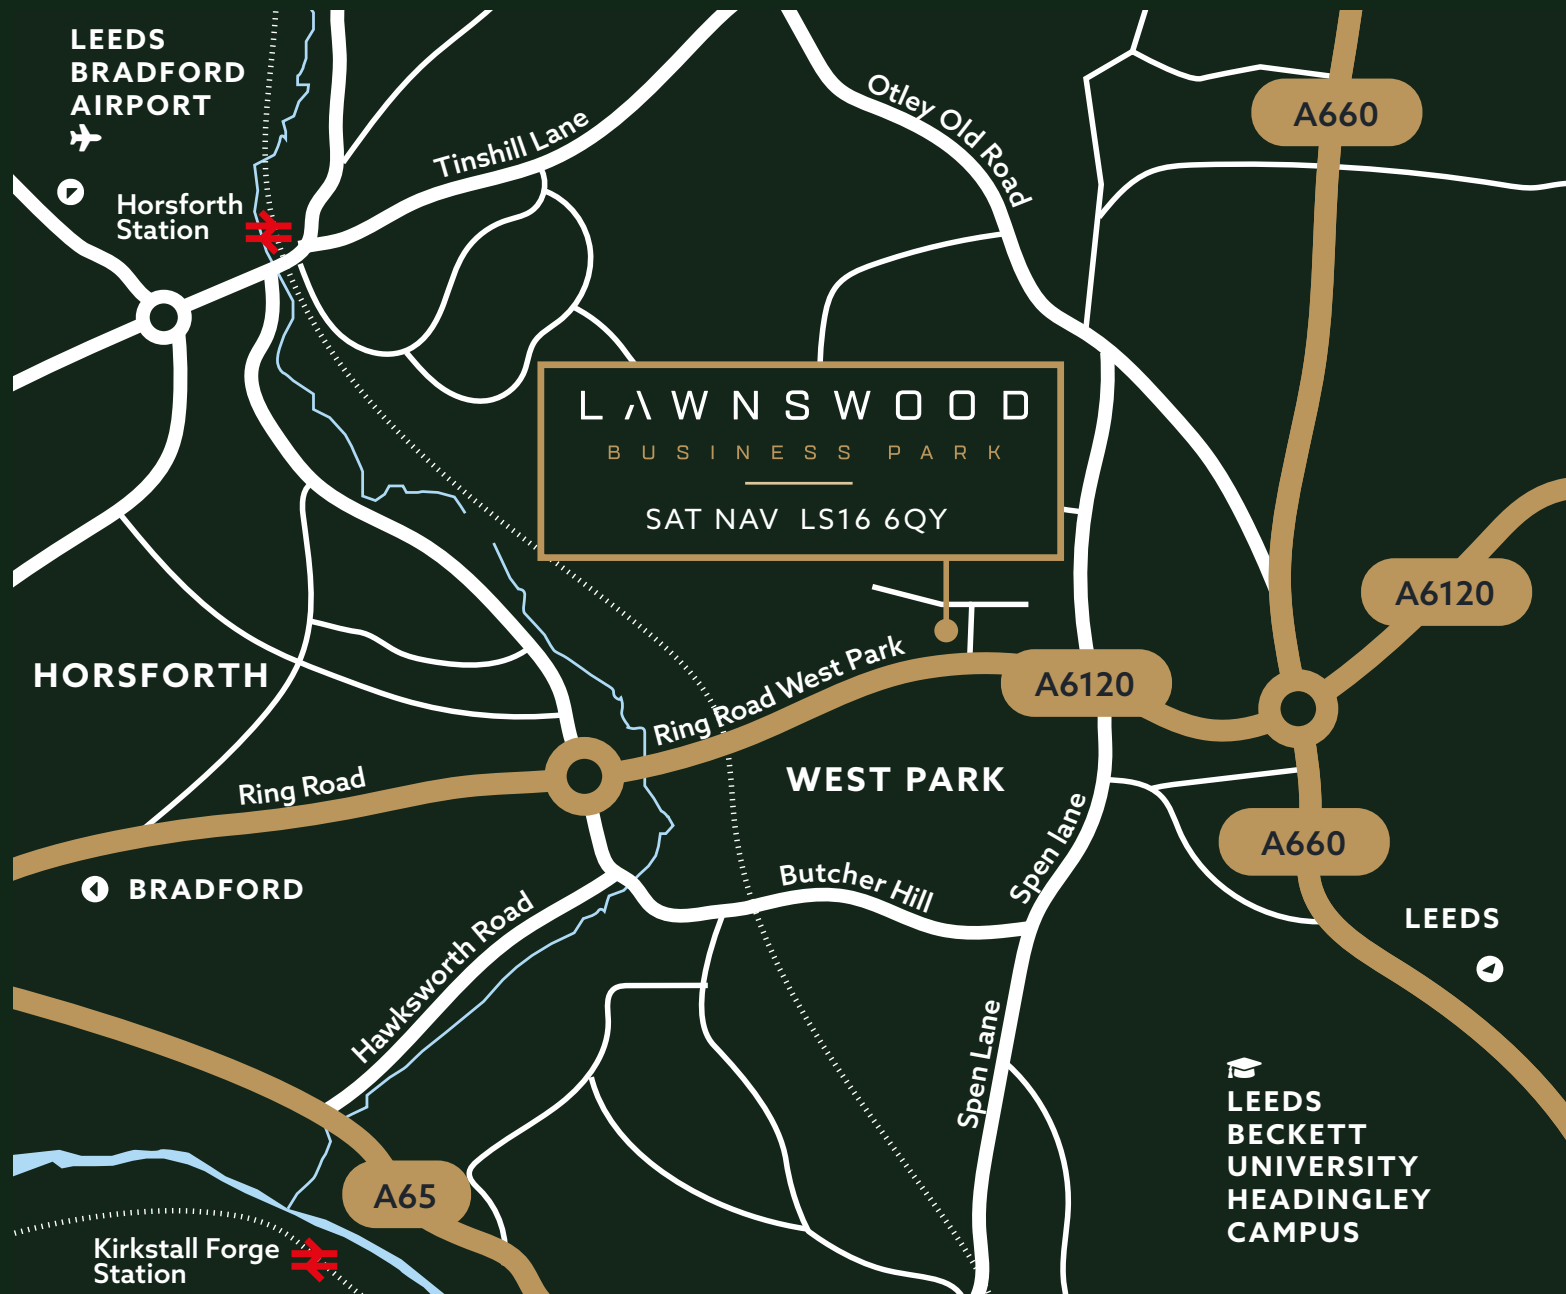 LEEDS
BRADFORD
AIRPORT
A660
Otley Old Road
Tinshill Lane
Horsforth
Station
LAWNSWOOD
BUSINESS PARK
SAT NAV LS16 6QY
A6120
HORSFORTH
Ring Road West Park
A6120
Ring Road
WEST PARK
Spen lane
A660
BRADFORD
Butcher Hill
LEEDS
Hawksworth Road
Spen Lane
LEEDS
BECKETT
UNIVERSITY
HEADINGLEY
CAMPUS
A65
Kirkstall Forge
Station